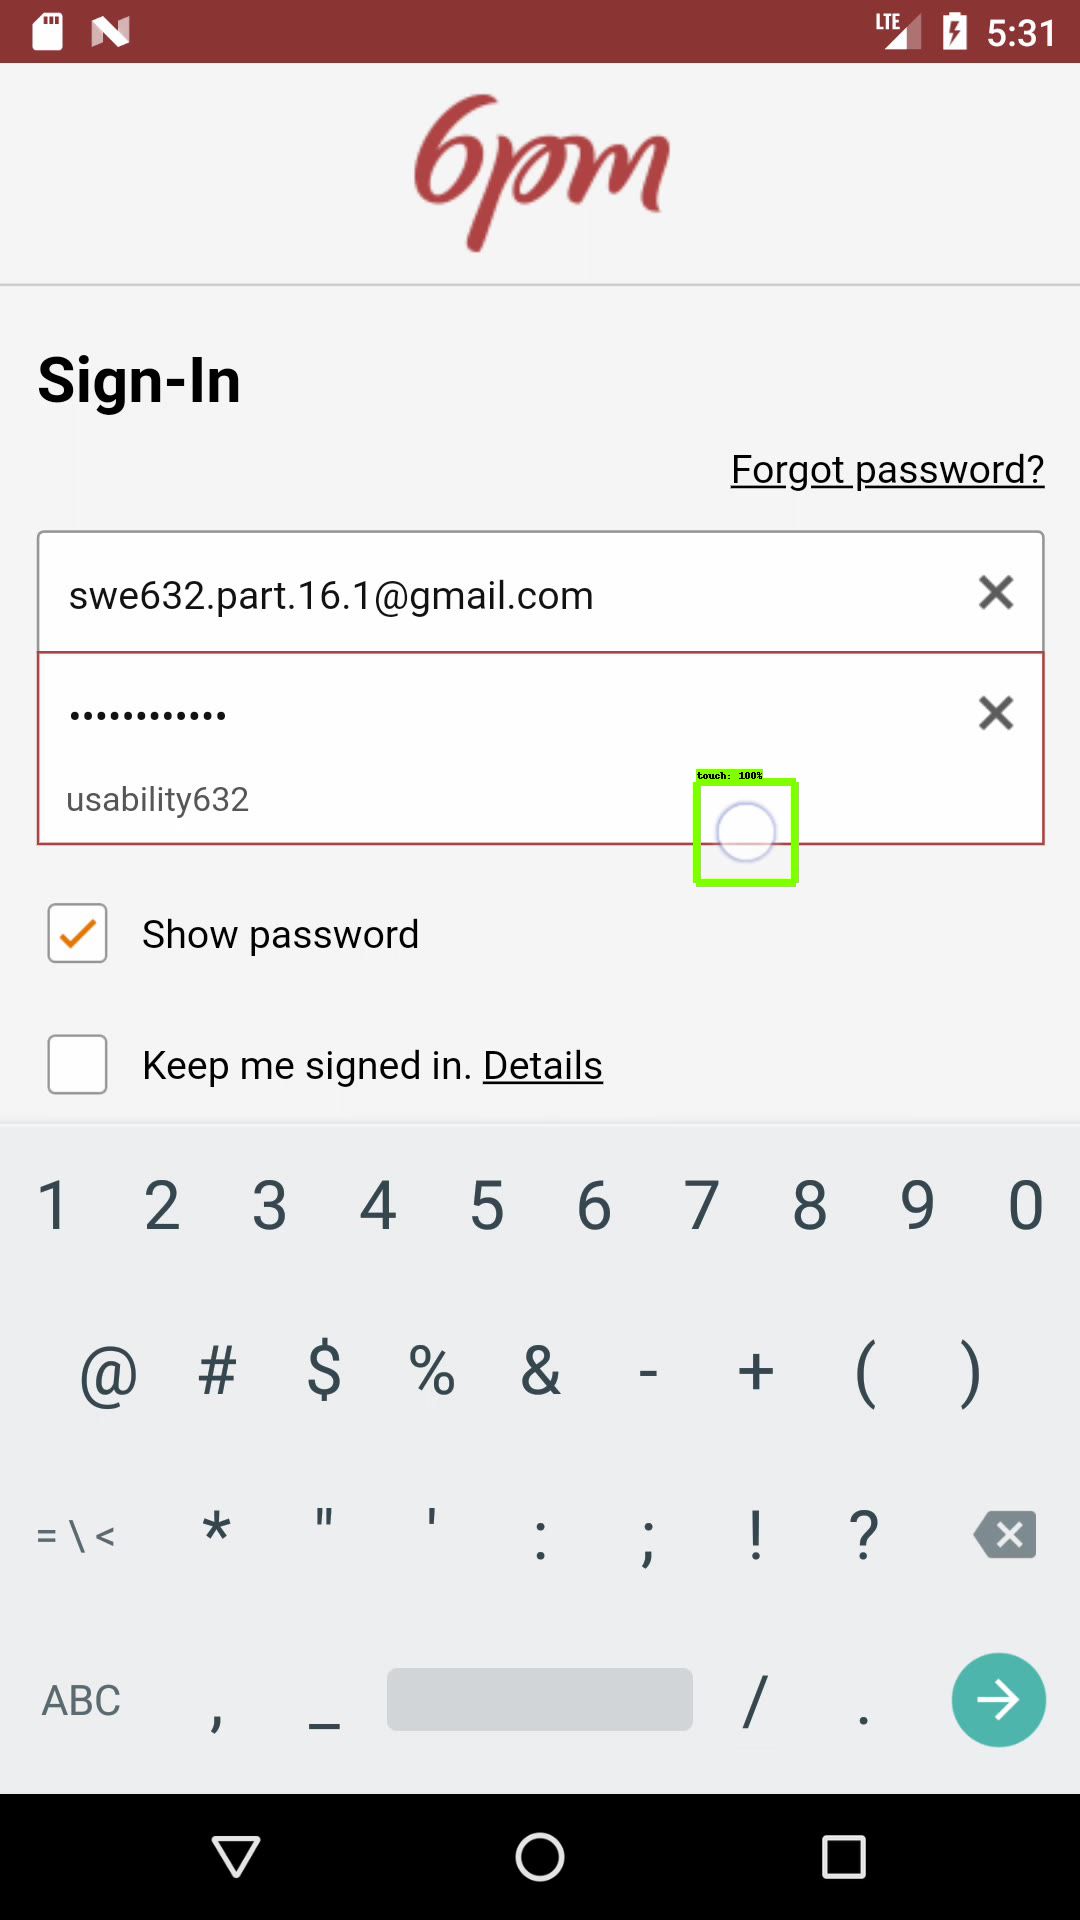 LTE 5:31
6pm
Sign-In
Forgot password?
swe632.part.16.1@gmail.com
••••••••••••
touch: 100%
usability632
Show password
Keep me signed in. Details
1 2 3 4 5 6 7 8 9 0
@ # $ % & - + ( )
= \ < * " ' : ; ! ?
ABC , _ / .